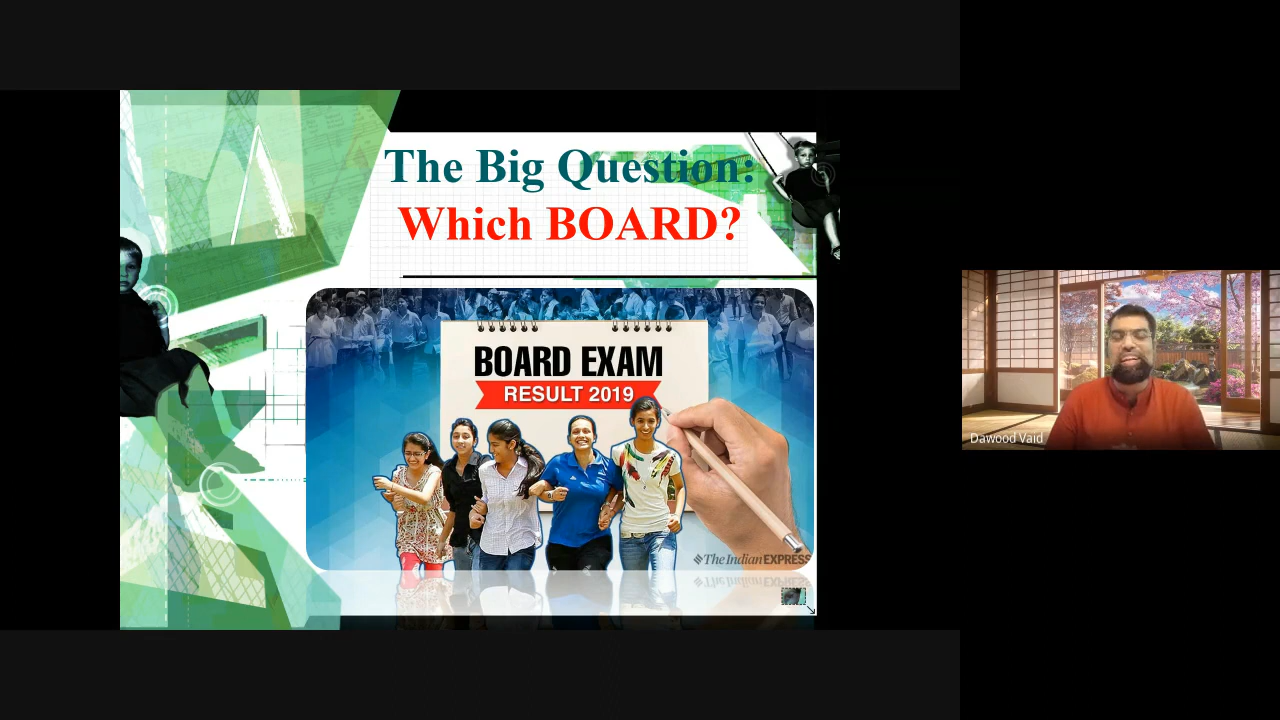 The Big Question:
Which BOARD?
BOARD EXAM
RESULT 2019
The Indian EXPRESS
Dawood Vaid